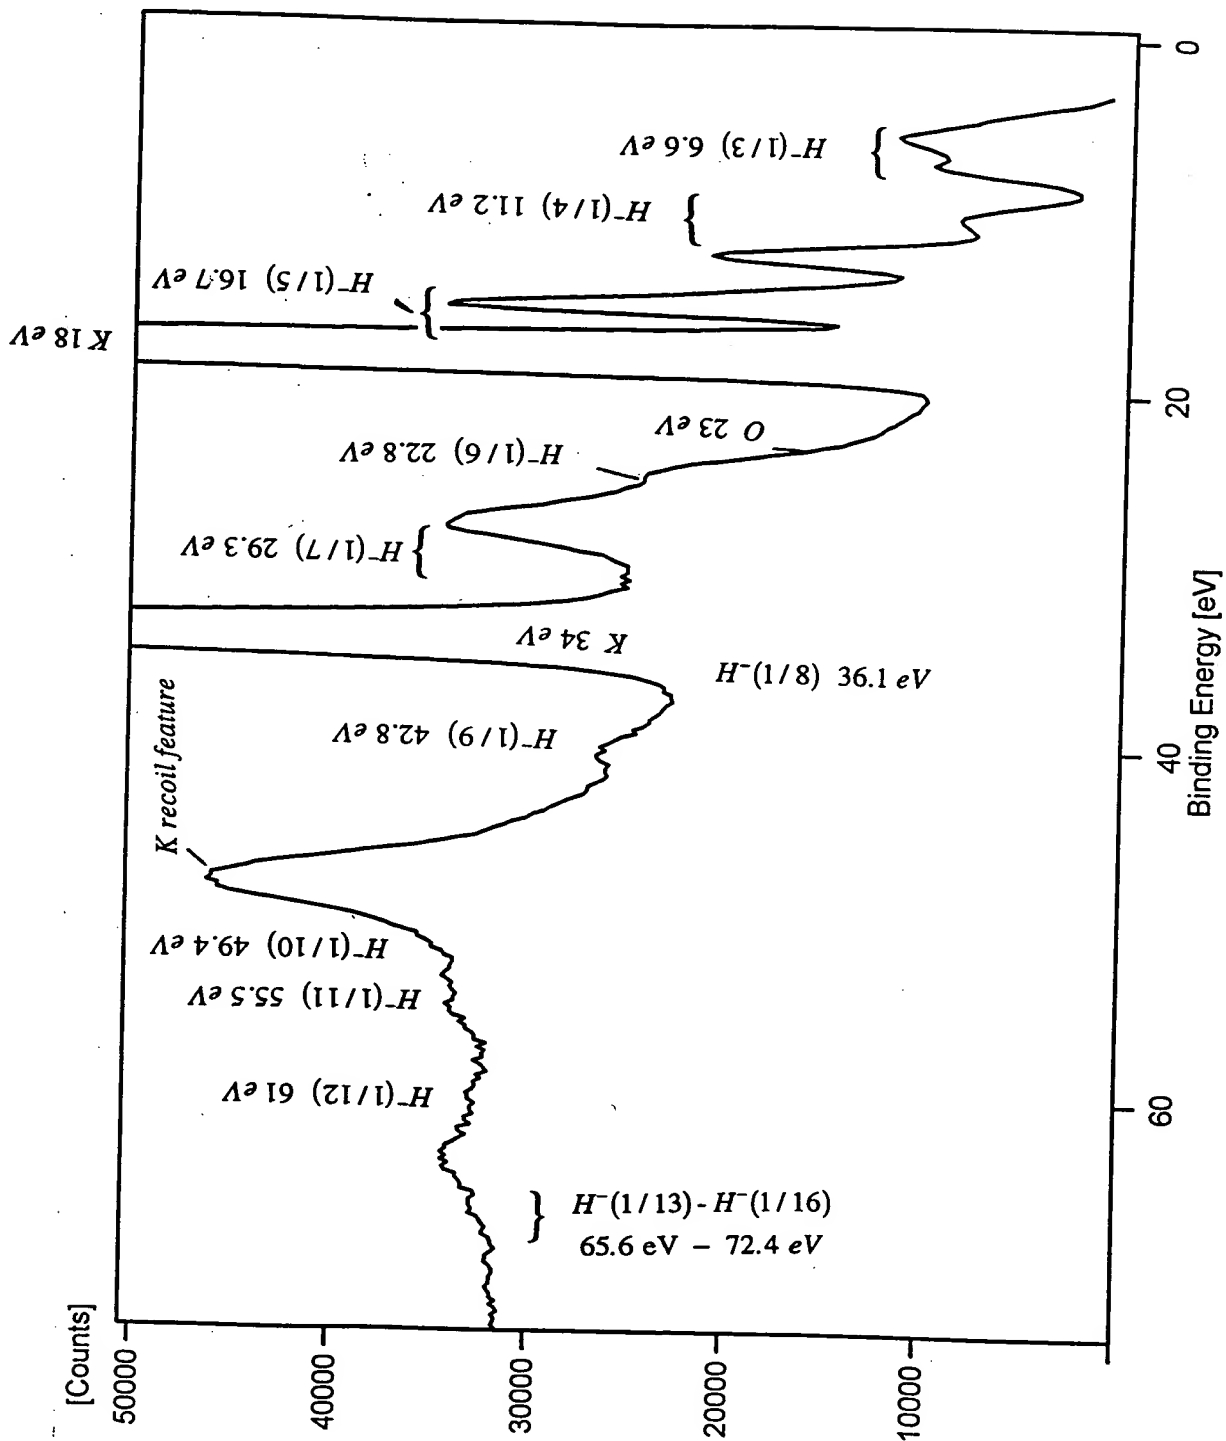 [Counts]
50000
40000
30000
20000
10000
0
20
40
60
Binding Energy [eV]
K 18 eV
H⁻(1/3) 6.6 eV
H⁻(1/4) 11.2 eV
H⁻(1/5) 16.7 eV
O 23 eV
H⁻(1/6) 22.8 eV
H⁻(1/7) 29.3 eV
K 34 eV
H⁻(1/8) 36.1 eV
H⁻(1/9) 42.8 eV
K recoil feature
H⁻(1/10) 49.4 eV
H⁻(1/11) 55.5 eV
H⁻(1/12) 61 eV
H⁻(1/13) - H⁻(1/16)
65.6 eV – 72.4 eV